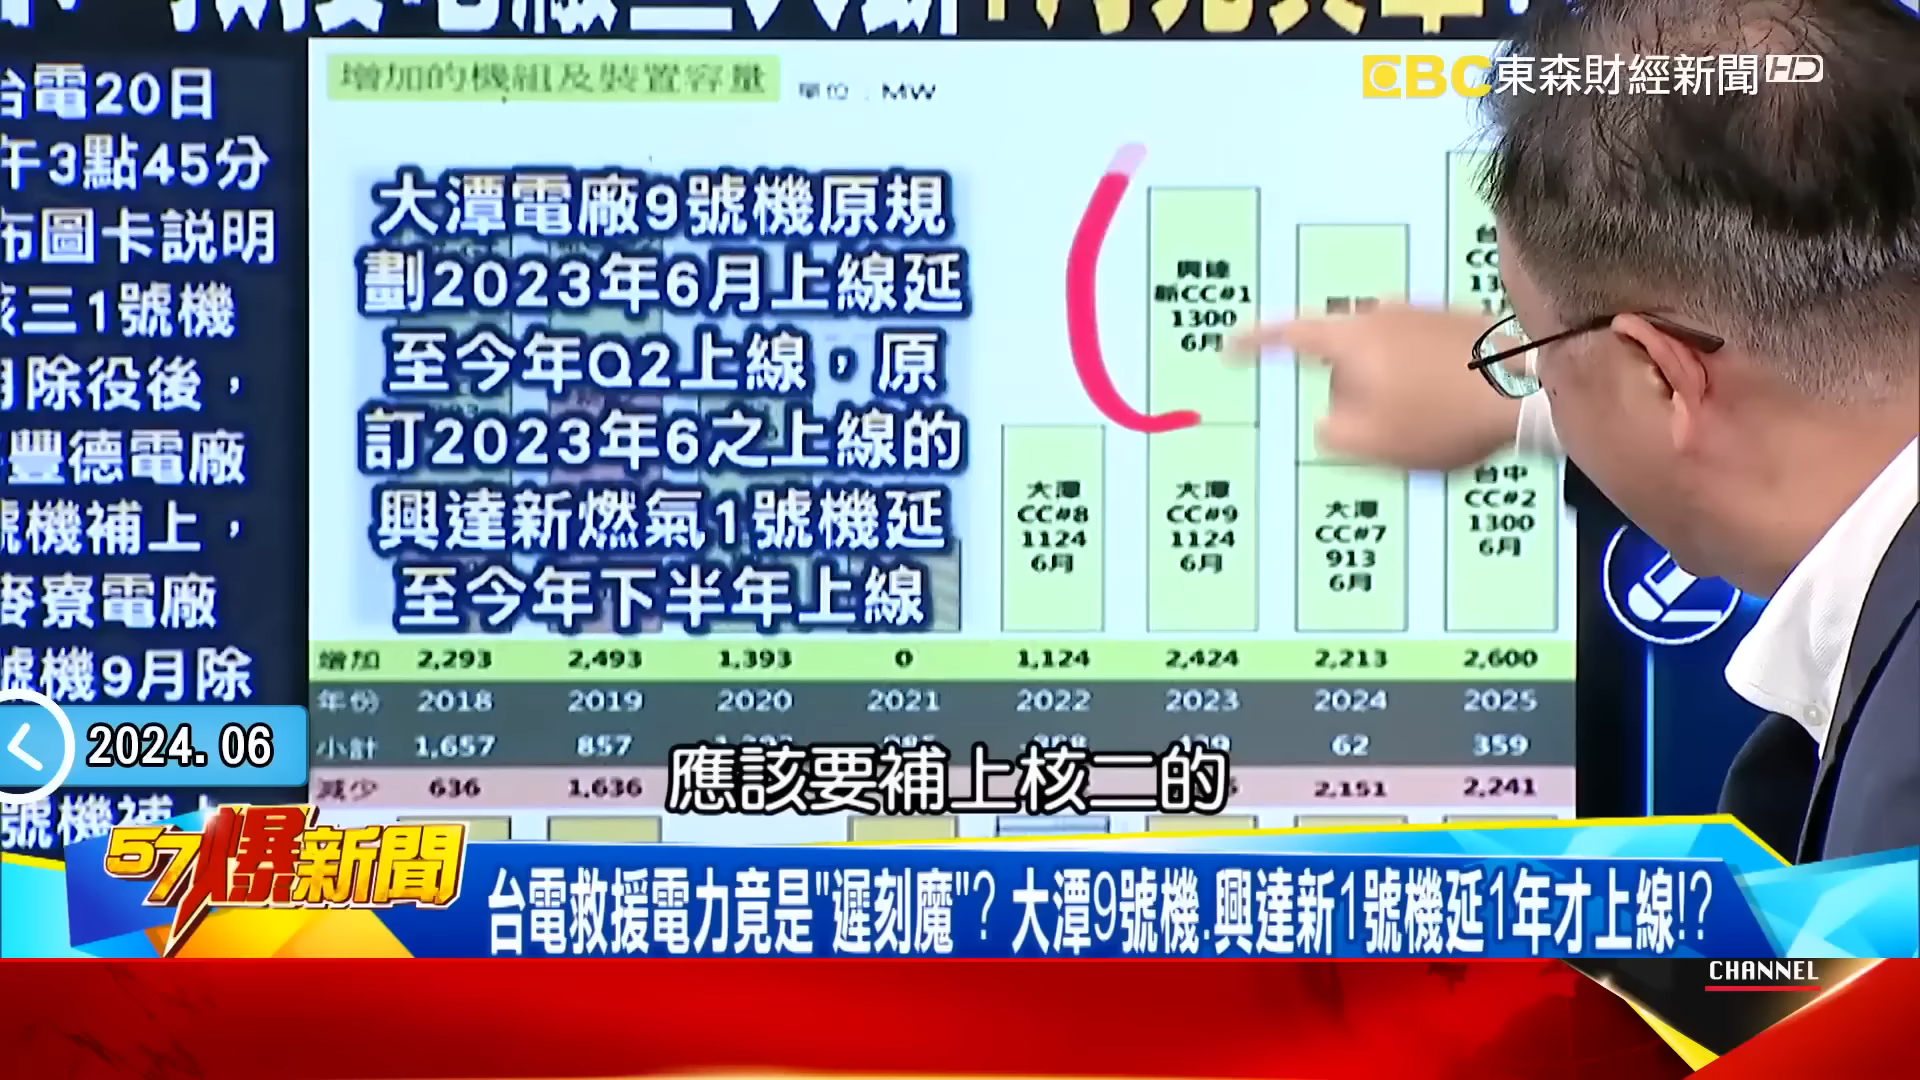 EBC東森財經新聞HD
台電20日
午3點45分
布圖卡說明
核三1號機
月除役後，
豐德電廠
號機補上，
麥寮電廠
號機9月除
號機補上
增加的機組及裝置容量 單位：MW
大潭電廠9號機原規
劃2023年6月上線延
至今年Q2上線，原
訂2023年6之上線的
興達新燃氣1號機延
至今年下半年上線
興達
新CC#1
1300
6月
大潭
CC#8
1124
6月
大潭
CC#9
1124
6月
大潭
CC#7
913
6月
台中
CC#2
1300
6月
增加 2,293 2,493 1,393 0 1,124 2,424 2,213 2,600
年份 2018 2019 2020 2021 2022 2023 2024 2025
小計 1,657 857 62 359
減少 636 1,636 2,151 2,241
2024.06
應該要補上核二的
57爆新聞
台電救援電力竟是"遲刻魔"? 大潭9號機.興達新1號機延1年才上線!?
CHANNEL